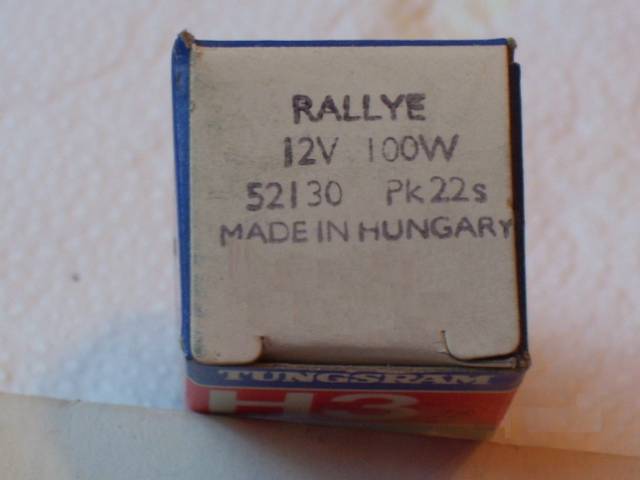 RALLYE
12V 100W
52130 PK22s
MADE IN HUNGARY
TUNGSRAM
H3